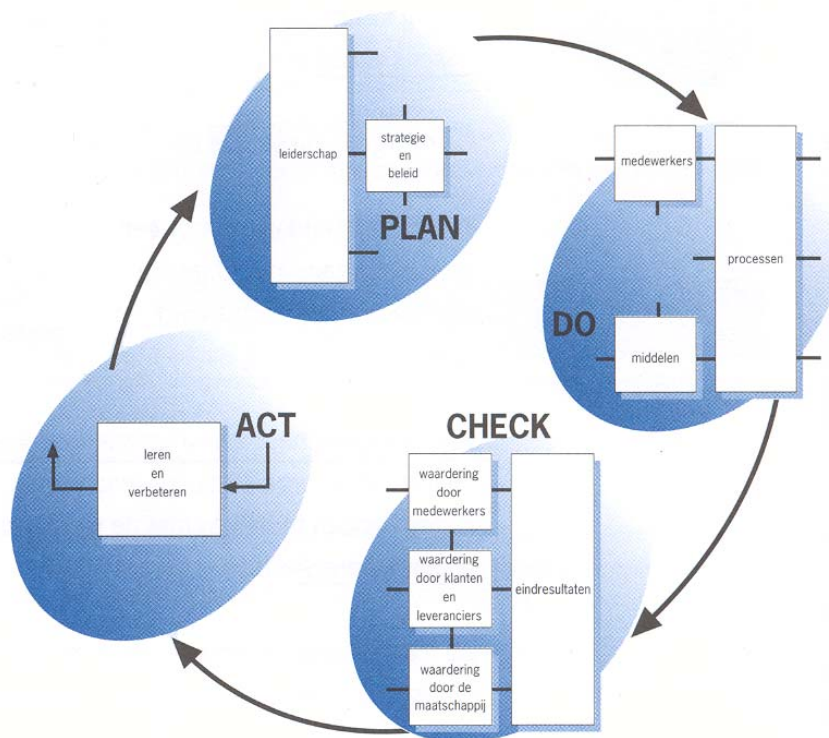 leiderschap
strategie
en
beleid
PLAN
medewerkers
processen
DO
middelen
CHECK
waardering
door
medewerkers
waardering
door klanten
en
leveranciers
eindresultaten
waardering
door de
maatschappij
ACT
leren
en
verbeteren